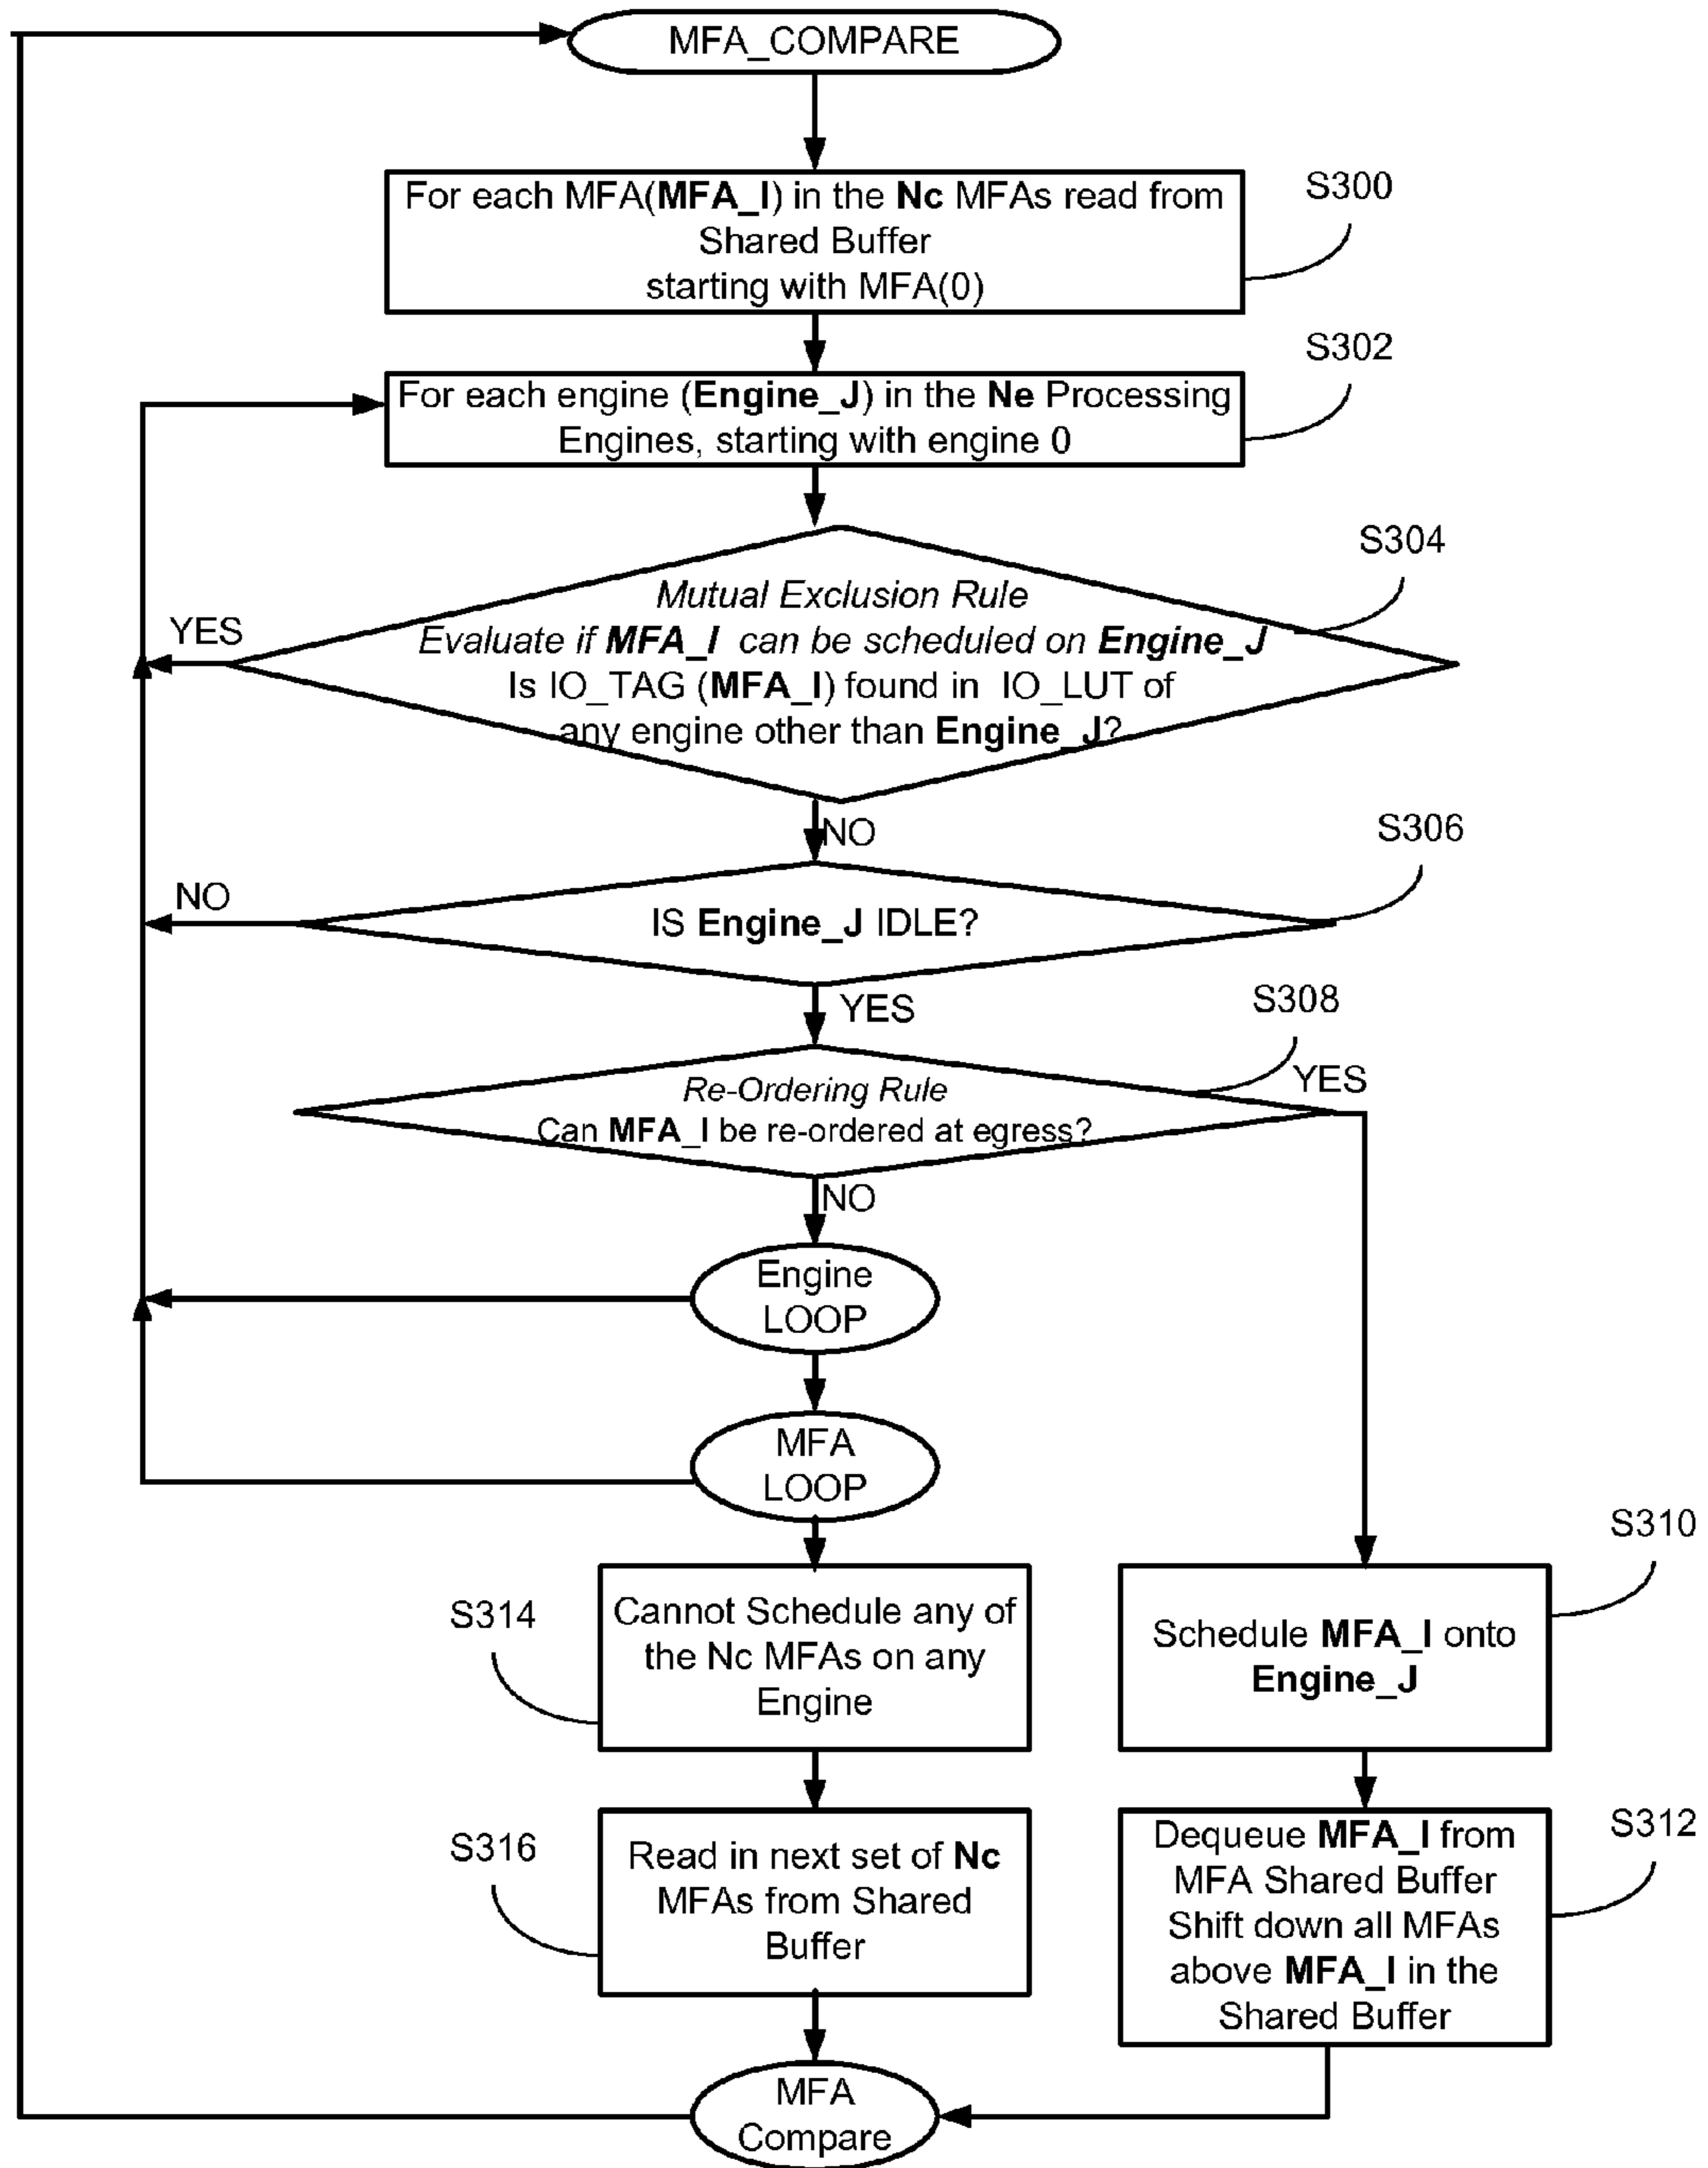 MFA_COMPARE
For each MFA(MFA_I) in the Nc MFAs read from
Shared Buffer
starting with MFA(0)
S300
For each engine (Engine_J) in the Ne Processing
Engines, starting with engine 0
S302
Mutual Exclusion Rule
Evaluate if MFA_I can be scheduled on Engine_J
Is IO_TAG (MFA_I) found in IO_LUT of
any engine other than Engine_J?
S304
YES
NO
IS Engine_J IDLE?
S306
NO
YES
Re-Ordering Rule
Can MFA_I be re-ordered at egress?
S308
YES
NO
Engine
LOOP
MFA
LOOP
S314
Cannot Schedule any of
the Nc MFAs on any
Engine
S310
Schedule MFA_I onto
Engine_J
S316
Read in next set of Nc
MFAs from Shared
Buffer
S312
Dequeue MFA_I from
MFA Shared Buffer
Shift down all MFAs
above MFA_I in the
Shared Buffer
MFA
Compare